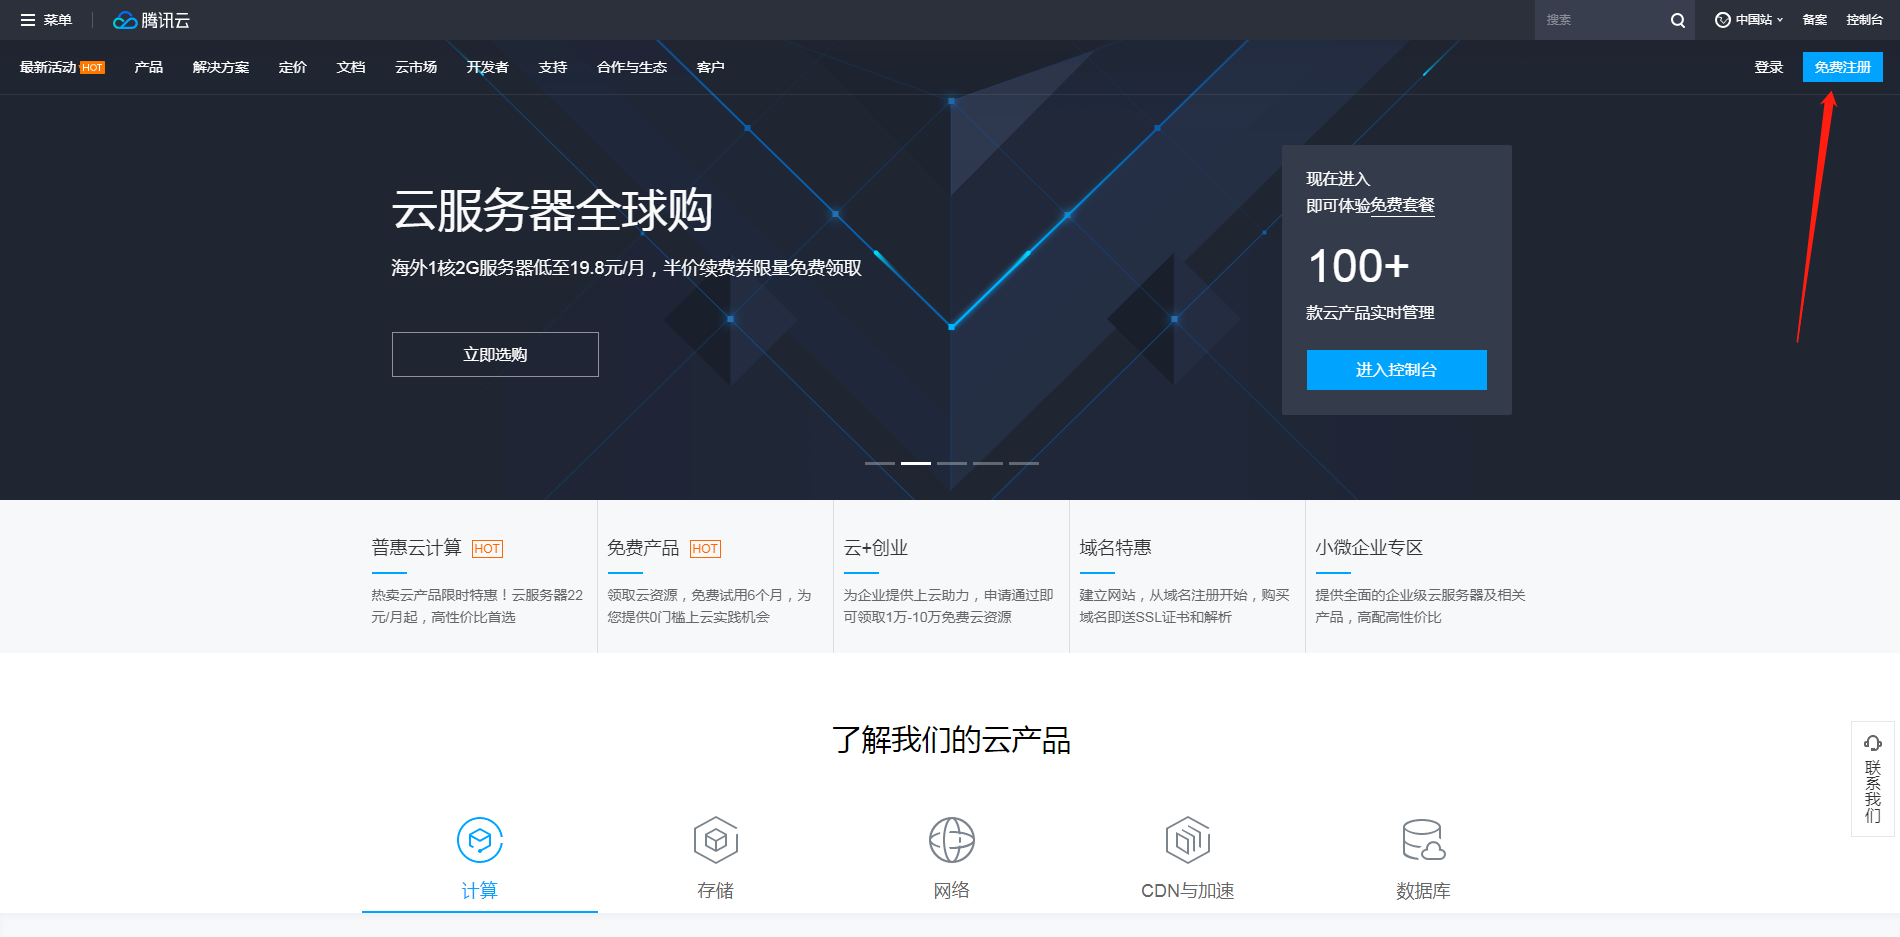 菜单
腾讯云
搜索
中国站
备案
控制台
最新活动 HOT
产品
解决方案
定价
文档
云市场
开发者
支持
合作与生态
客户
登录
免费注册
云服务器全球购
海外1核2G服务器低至19.8元/月，半价续费券限量免费领取
立即选购
现在进入
即可体验免费套餐
100+
款云产品实时管理
进入控制台
普惠云计算 HOT
热卖云产品限时特惠！云服务器22
元/月起，高性价比首选
免费产品 HOT
领取云资源，免费试用6个月，为
您提供0门槛上云实践机会
云+创业
为企业提供上云助力，申请通过即
可领取1万-10万免费云资源
域名特惠
建立网站，从域名注册开始，购买
域名即送SSL证书和解析
小微企业专区
提供全面的企业级云服务器及相关
产品，高配高性价比
了解我们的云产品
计算
存储
网络
CDN与加速
数据库
联系我们